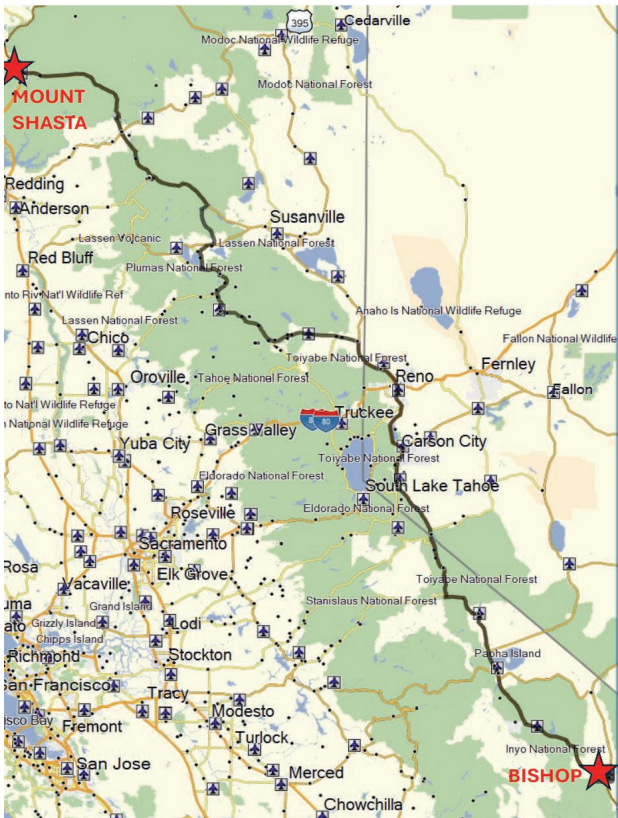 395
Cedarville
Modoc National Wildlife Refuge
Modoc National Forest
MOUNT
SHASTA
Redding
Anderson
Susanville
Lassen Volcanic
Lassen National Forest
Red Bluff
Plumas National Forest
nto Riv Nat'l Wildlife Ref
Anaho Is National Wildlife Refuge
Lassen National Forest
Chico
Fallon National Wildlife
Toiyabe National Forest
Fernley
Oroville
Tahoe National Forest
Reno
Fallon
to Nat'l Wildlife Refuge
Truckee
n National Wildlife Refuge
Grass Valley
80
Yuba City
Carson City
Toiyabe National Forest
Eldorado National Forest
South Lake Tahoe
Roseville
Eldorado National Forest
Sacramento
Rosa
Elk Grove
Toiyabe National Forest
Vacaville
uma
Grand Island
Stanislaus National Forest
ato
Grizzly Island
Lodi
Chipps Island
Richmond
Stockton
Paoha Island
San Francisco
Tracy
isco Bay
Fremont
Modesto
Turlock
Inyo National Forest
San Jose
Merced
BISHOP
Chowchilla